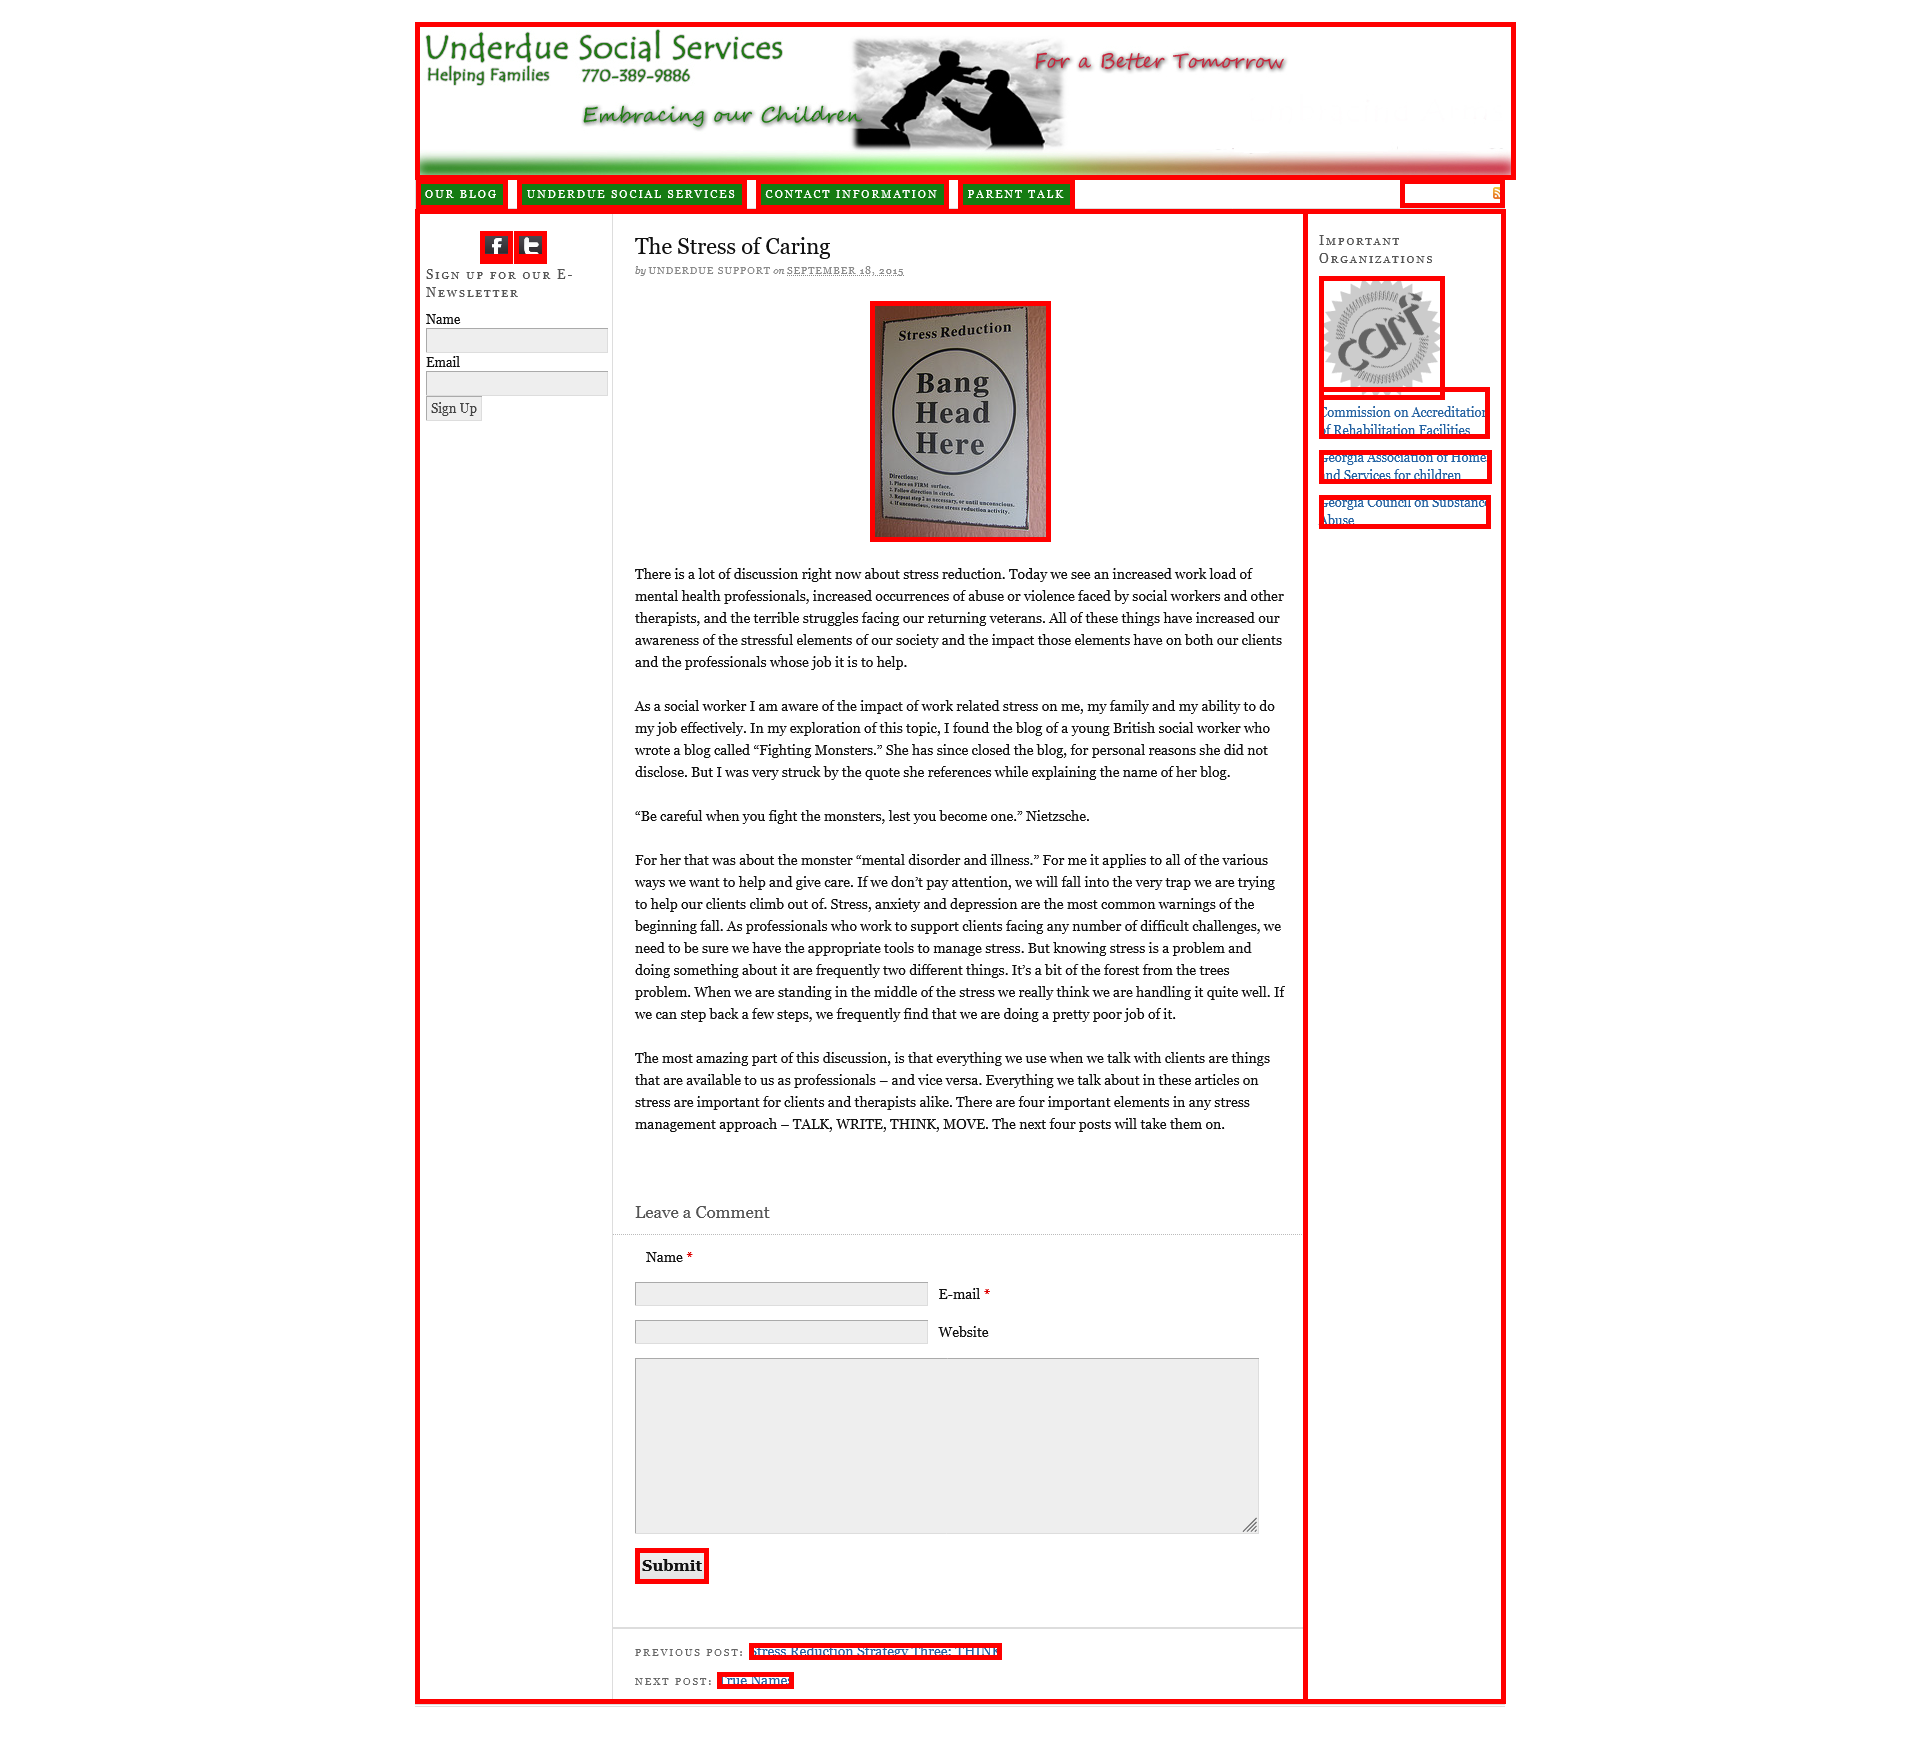 Underdue Social Services
Helping Families 770-389-9886
For a Better Tomorrow
Embracing our Children
OUR BLOG UNDERDUE SOCIAL SERVICES CONTACT INFORMATION PARENT TALK
Sign up for our E-
Newsletter
Name
Email
Sign Up
The Stress of Caring
by UNDERDUE SUPPORT on SEPTEMBER 18, 2015
Stress Reduction
Bang
Head
Here
Directions:
1. Place on FIRM surface.
2. Follow direction in circle.
3. Repeat step 2 as necessary, or until unconscious.
4. If unconscious, cease stress reduction activity.
There is a lot of discussion right now about stress reduction. Today we see an increased work load of
mental health professionals, increased occurrences of abuse or violence faced by social workers and other
therapists, and the terrible struggles facing our returning veterans. All of these things have increased our
awareness of the stressful elements of our society and the impact those elements have on both our clients
and the professionals whose job it is to help.
As a social worker I am aware of the impact of work related stress on me, my family and my ability to do
my job effectively. In my exploration of this topic, I found the blog of a young British social worker who
wrote a blog called “Fighting Monsters.” She has since closed the blog, for personal reasons she did not
disclose. But I was very struck by the quote she references while explaining the name of her blog.
“Be careful when you fight the monsters, lest you become one.” Nietzsche.
For her that was about the monster “mental disorder and illness.” For me it applies to all of the various
ways we want to help and give care. If we don’t pay attention, we will fall into the very trap we are trying
to help our clients climb out of. Stress, anxiety and depression are the most common warnings of the
beginning fall. As professionals who work to support clients facing any number of difficult challenges, we
need to be sure we have the appropriate tools to manage stress. But knowing stress is a problem and
doing something about it are frequently two different things. It’s a bit of the forest from the trees
problem. When we are standing in the middle of the stress we really think we are handling it quite well. If
we can step back a few steps, we frequently find that we are doing a pretty poor job of it.
The most amazing part of this discussion, is that everything we use when we talk with clients are things
that are available to us as professionals – and vice versa. Everything we talk about in these articles on
stress are important for clients and therapists alike. There are four important elements in any stress
management approach – TALK, WRITE, THINK, MOVE. The next four posts will take them on.
Leave a Comment
Name *
E-mail *
Website
Submit
PREVIOUS POST: Stress Reduction Strategy Three: THINK
NEXT POST: True Names
Important
Organizations
carf
Commission on Accreditation
of Rehabilitation Facilities
Georgia Association of Homes
and Services for children
Georgia Council on Substance
Abuse